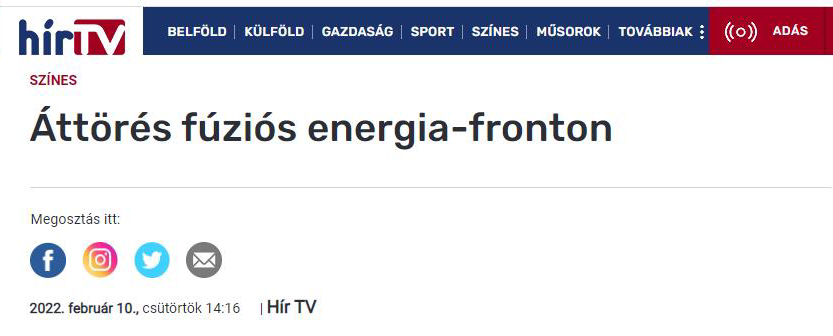 hírTV BELFÖLD KÜLFÖLD GAZDASÁG SPORT SZÍNES MŰSOROK TOVÁBBIAK ADÁS
SZÍNES
Áttörés fúziós energia-fronton
Megosztás itt:
2022. február 10., csütörtök 14:16 | Hír TV